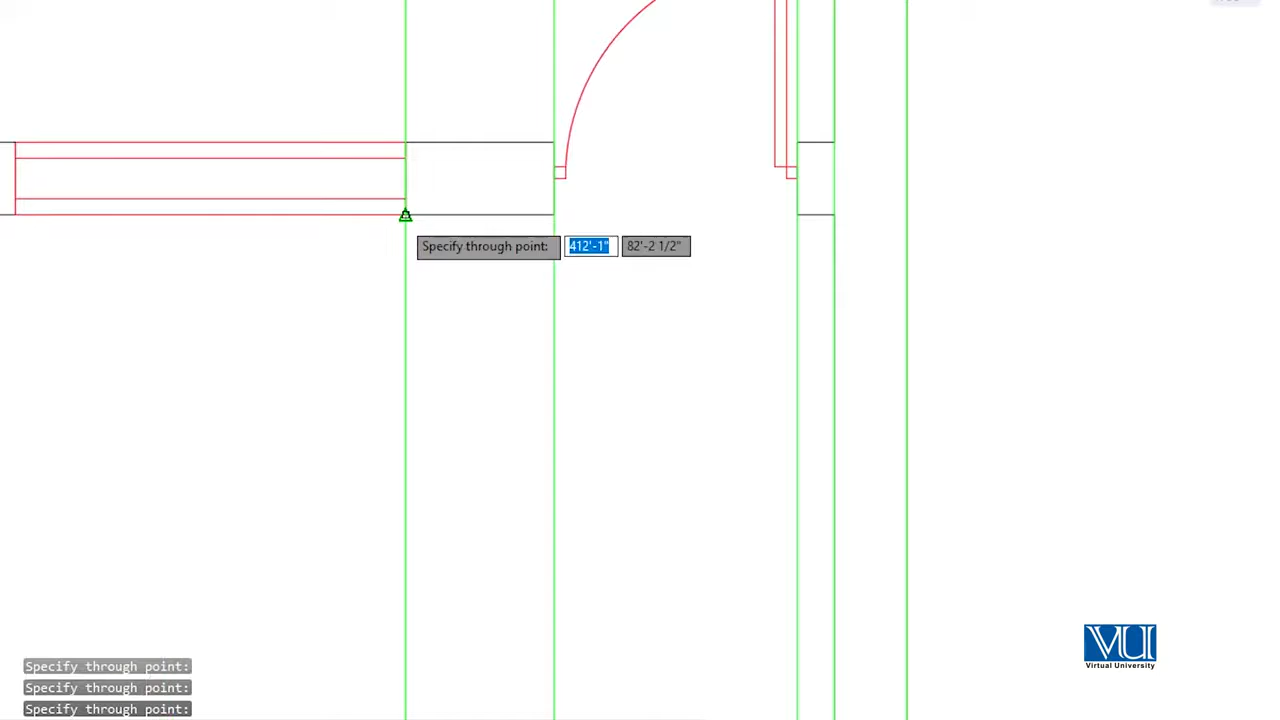 Specify through point: 412'-1" 82'-2 1/2"
VU
Virtual University
Specify through point:
Specify through point:
Specify through point: